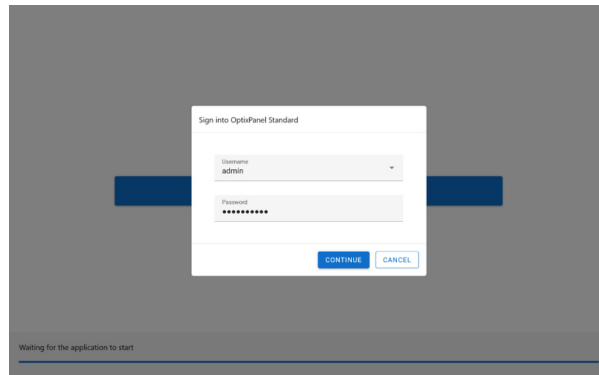 Sign into OptixPanel Standard
Username
admin
Password
••••••••••
CONTINUE
CANCEL
Waiting for the application to start